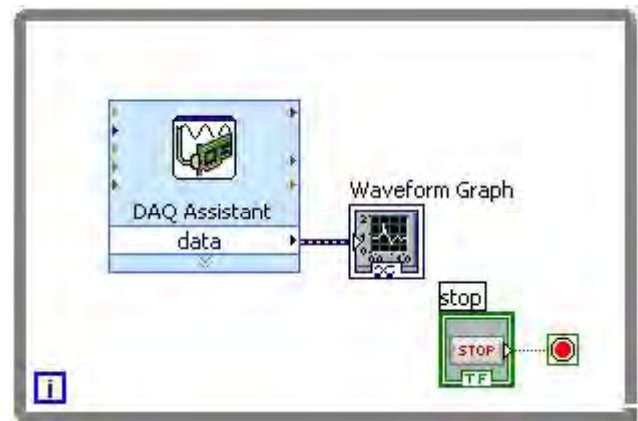 DAQ Assistant
data
Waveform Graph
stop
STOP
TF
i